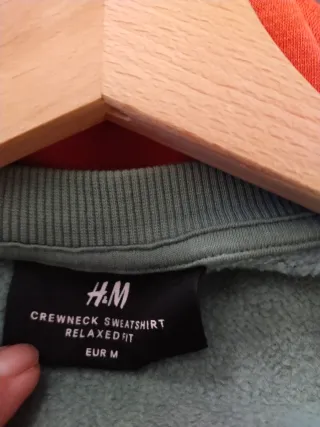 H&M
CREWNECK SWEATSHIRT
RELAXED FIT
EUR M